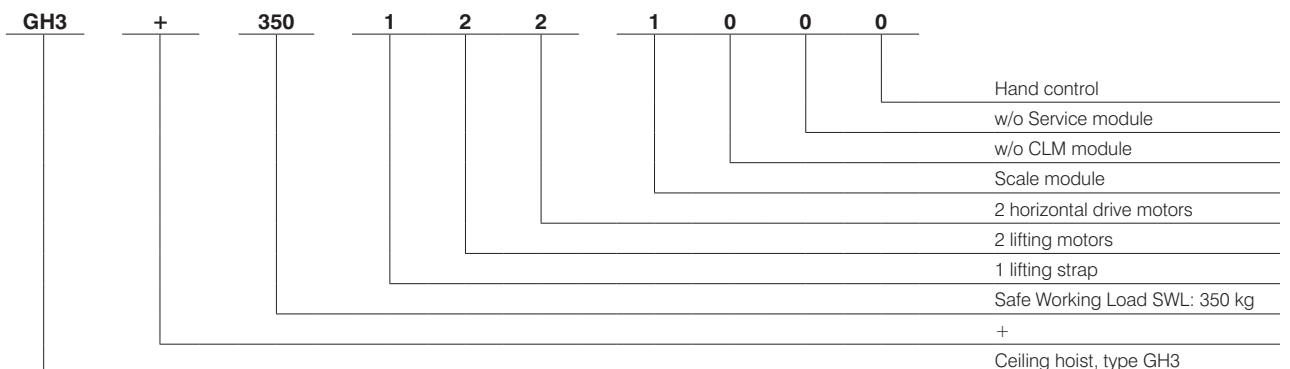 GH3 + 350 1 2 2 1 0 0 0
Hand control
w/o Service module
w/o CLM module
Scale module
2 horizontal drive motors
2 lifting motors
1 lifting strap
Safe Working Load SWL: 350 kg
+
Ceiling hoist, type GH3